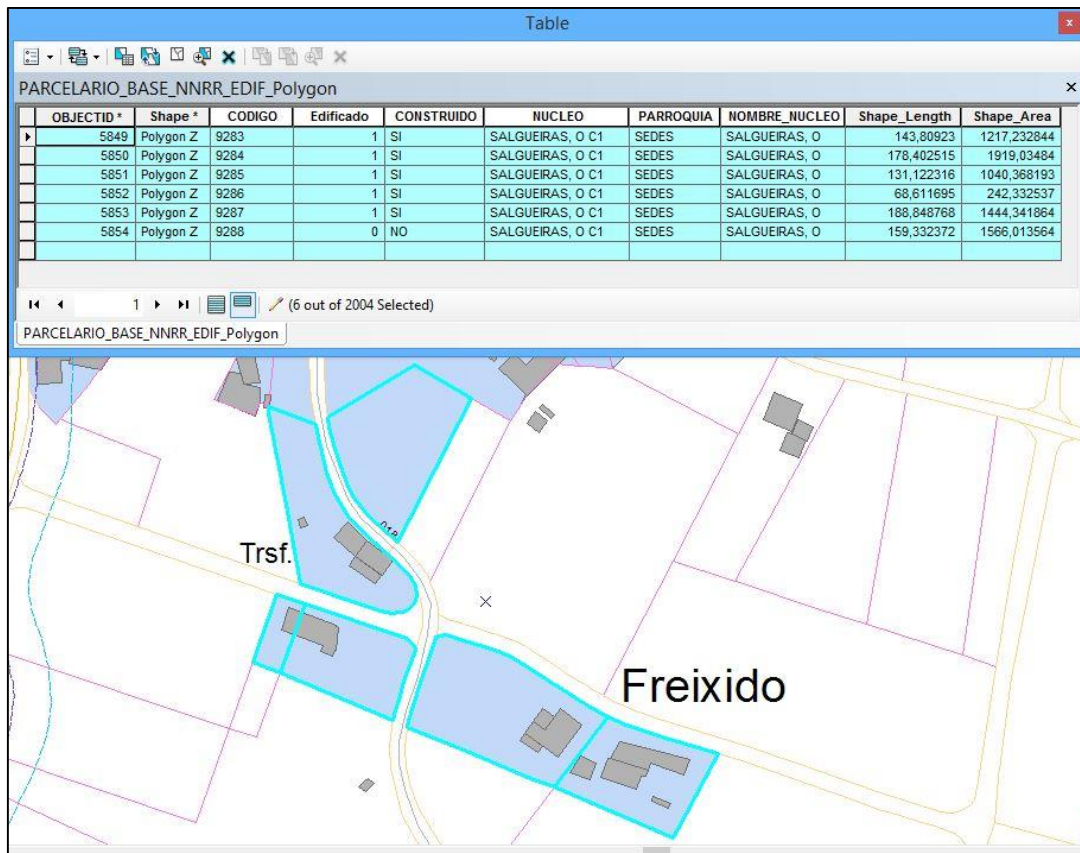 Table
x
PARCELARIO_BASE_NNRR_EDIF_Polygon
OBJECTID * Shape * CODIGO Edificado CONSTRUIDO NUCLEO PARROQUIA NOMBRE_NUCLEO Shape_Length Shape_Area
5849 Polygon Z 9283 1 SI SALGUEIRAS, O C1 SEDES SALGUEIRAS, O 143,80923 1217,232844
5850 Polygon Z 9284 1 SI SALGUEIRAS, O C1 SEDES SALGUEIRAS, O 178,402515 1919,03484
5851 Polygon Z 9285 1 SI SALGUEIRAS, O C1 SEDES SALGUEIRAS, O 131,122316 1040,368193
5852 Polygon Z 9286 1 SI SALGUEIRAS, O C1 SEDES SALGUEIRAS, O 68,611695 242,332537
5853 Polygon Z 9287 1 SI SALGUEIRAS, O C1 SEDES SALGUEIRAS, O 188,848768 1444,341864
5854 Polygon Z 9288 0 NO SALGUEIRAS, O C1 SEDES SALGUEIRAS, O 159,332372 1566,013564
1 (6 out of 2004 Selected)
PARCELARIO_BASE_NNRR_EDIF_Polygon
Trsf.
Freixido